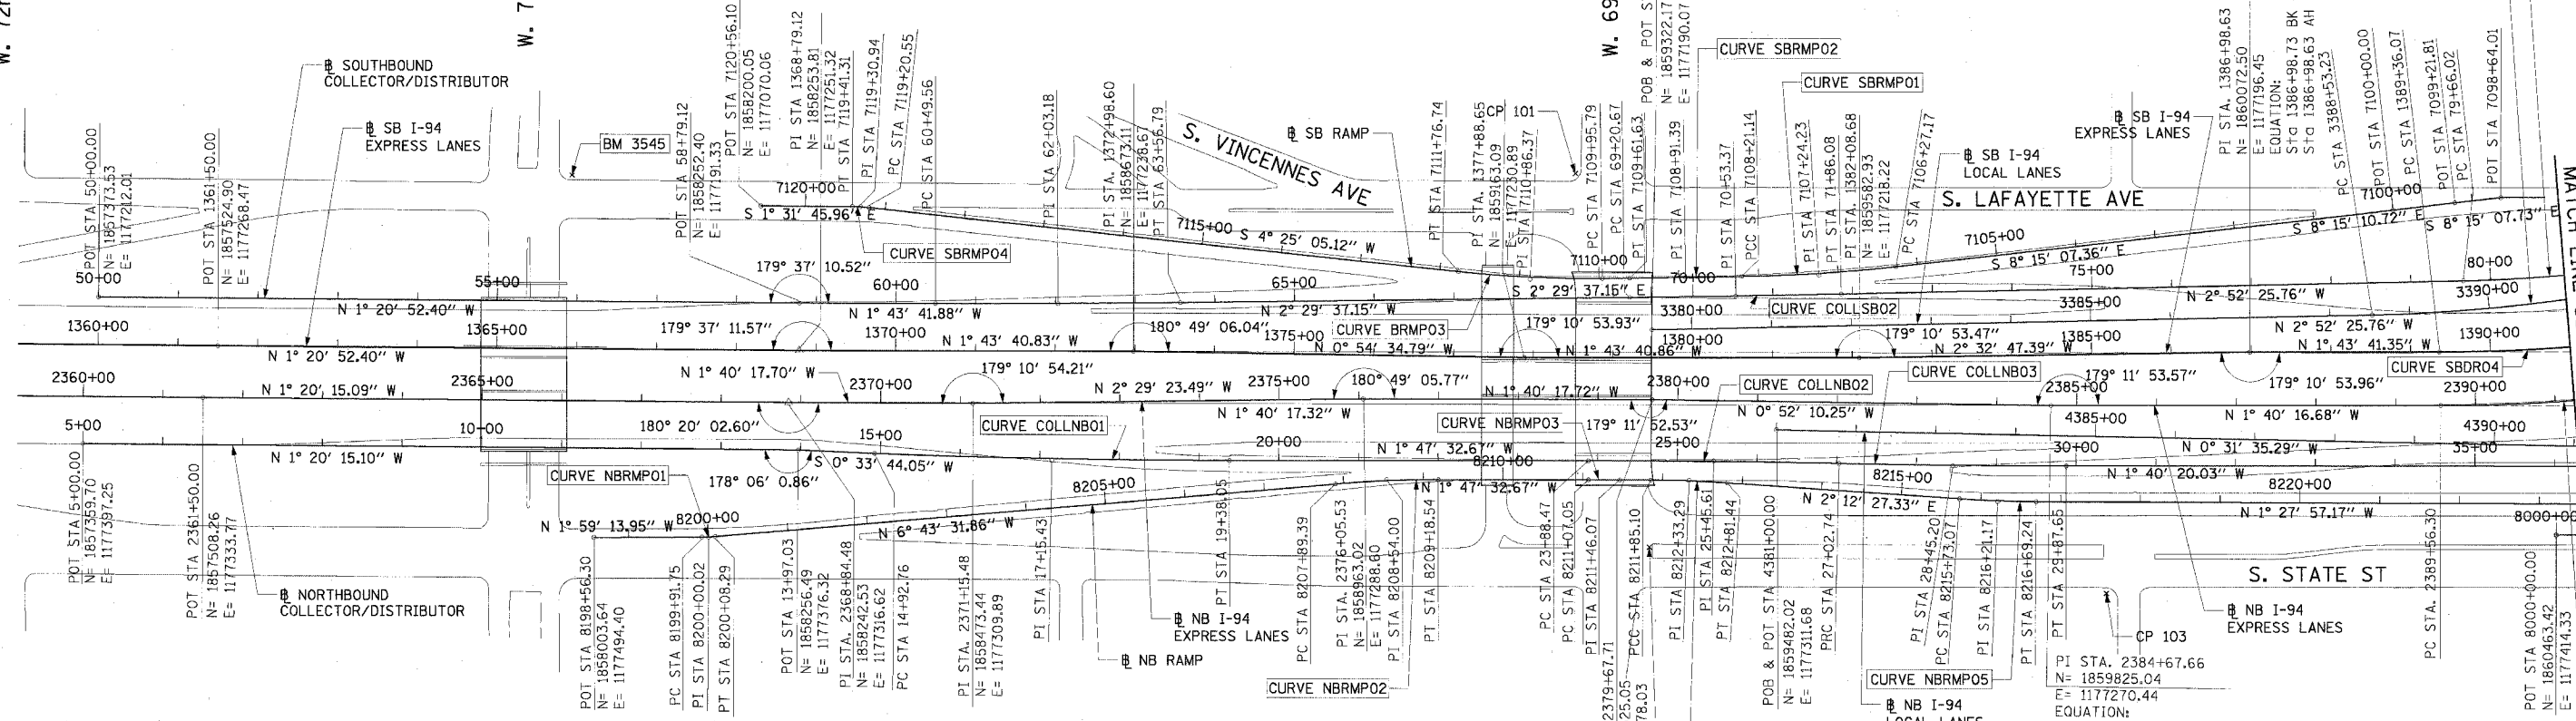 W. 7
W. 69
℄ SOUTHBOUND
COLLECTOR/DISTRIBUTOR
℄ SB I-94
EXPRESS LANES
BM 3545
POT STA 50+00.00
N= 1857373.53
E= 1177212.01
50+00
POT STA 1361+50.00
N= 1857524.90
E= 1177268.47
55+00
POT STA 58+79.12
N= 1858252.40
E= 1177191.33
POT STA 7120+56.10
N= 1858200.05
E= 1177070.06
PI STA 1368+79.12
N= 1858253.81
E= 1177251.32
PT STA 7119+41.31
PI STA 7119+30.94
PC STA 7119+20.55
PC STA 60+49.56
7120+00
S 1° 31' 45.96" E
CURVE SBRMP04
179° 37' 10.52"
60+00
PI STA 62+03.18
PI STA. 1372+98.60
N= 1858673.11
E= 1177238.67
PT STA 63+56.79
S. VINCENNES AVE
℄ SB RAMP
7115+00
S 4° 25' 05.12" W
65+00
PT STA 7111+76.74
PI STA. 1377+88.65
N= 1859163.09
E= 1177230.89
PI STA 7110+86.37
CP 101
PC STA 7109+95.79
PC STA 69+20.67
PT STA 7109+61.63
POB & POT S
N= 1859322.17
E= 1177190.07
CURVE SBRMP02
PI STA 7108+91.39
PI STA 70+53.37
PCC STA 7108+21.14
CURVE SBRMP01
PI STA 7107+24.23
PT STA 71+86.08
PI STA. 1382+08.68
N= 1859582.93
E= 1177218.22
PC STA 7106+27.17
℄ SB I-94
LOCAL LANES
S. LAFAYETTE AVE
℄ SB I-94
EXPRESS LANES
PI STA. 1386+98.63
N= 1860072.50
E= 1177196.45
EQUATION:
Sta 1386+98.73 BK
Sta 1386+98.63 AH
PC STA 3388+53.23
POT STA 7100+00.00
PC STA 1389+36.07
POT STA 7099+21.81
PC STA 79+66.02
POT STA 7098+64.01
7110+00
70+00
7105+00
S 8° 15' 07.36" E
75+00
7100+00
S 8° 15' 10.72" E
S 8° 15' 07.73" E
80+00
N 1° 20' 52.40" W
N 1° 43' 41.88" W
N 2° 29' 37.15" W
S 2° 29' 37.15" E
3380+00
CURVE COLLSB02
3385+00
N 2° 52' 25.76" W
3390+00
1360+00
1365+00
179° 37' 11.57"
1370+00
N 1° 43' 40.83" W
180° 49' 06.04"
1375+00
CURVE BRMP03
179° 10' 53.93"
1380+00
179° 10' 53.47"
1385+00
N 2° 52' 25.76" W
1390+00
N 1° 20' 52.40" W
N 0° 54' 34.79" W
N 1° 43' 40.86" W
N 2° 32' 47.39" W
N 1° 43' 41.35" W
2360+00
N 1° 20' 15.09" W
2365+00
N 1° 40' 17.70" W
2370+00
179° 10' 54.21"
N 2° 29' 23.49" W
2375+00
180° 49' 05.77"
N 1° 40' 17.72" W
2380+00
CURVE COLLNB02
CURVE COLLNB03
179° 11' 53.57"
2385+00
179° 10' 53.96"
CURVE SBDR04
2390+00
5+00
N 1° 20' 15.10" W
10+00
180° 20' 02.60"
15+00
CURVE COLLNB01
N 1° 40' 17.32" W
20+00
CURVE NBRMP03
179° 11' 52.53"
25+00
N 0° 52' 10.25" W
4385+00
N 1° 40' 16.68" W
4390+00
30+00
N 0° 31' 35.29" W
35+00
CURVE NBRMP01
178° 06' 0.86"
S 0° 33' 44.05" W
N 1° 47' 32.67" W
8210+00
8205+00
N 1° 47' 32.67" W
8215+00
N 1° 40' 20.03" W
8220+00
N 1° 59' 13.95" W
8200+00
N 6° 43' 31.86" W
N 2° 12' 27.33" E
N 1° 27' 57.17" W
POT STA 5+00.00
N= 1857359.70
E= 1177397.25
POT STA 2361+50.00
N= 1857508.26
E= 1177333.77
℄ NORTHBOUND
COLLECTOR/DISTRIBUTOR
POT STA 8198+56.30
N= 1858003.64
E= 1177494.40
PC STA 8199+91.75
PI STA 8200+00.02
PT STA 8200+08.29
POT STA 13+97.03
N= 1858256.49
E= 1177376.32
PI STA. 2368+84.48
N= 1858242.53
E= 1177316.62
PC STA 14+92.76
PI STA. 2371+15.48
N= 1858473.44
E= 1177309.89
PI STA 17+15.43
℄ NB RAMP
℄ NB I-94
EXPRESS LANES
PT STA 19+38.05
CURVE NBRMP02
PC STA 8207+89.39
PI STA. 2376+05.53
N= 1858963.02
E= 1177288.60
PI STA 8208+54.00
PT STA 8209+18.54
PC STA 23+88.47
PC STA 8211+07.05
PI STA 8211+46.07
2379+67.71
25.05
78.03
PCC STA 8211+85.10
PI STA 8212+33.29
PI STA 25+45.61
PT STA 8212+81.44
POB & POT STA 4381+00.00
N= 1859482.02
E= 1177311.68
PRC STA 27+02.74
CURVE NBRMP05
℄ NB I-94
LOCAL LANES
PI STA 28+45.20
PC STA 8215+73.07
PI STA 8216+21.17
PT STA 8216+69.24
PT STA 29+87.65
CP 103
PI STA. 2384+67.66
N= 1859825.04
E= 1177270.44
EQUATION:
℄ NB I-94
EXPRESS LANES
S. STATE ST
PC STA. 2389+56.30
8000+00
POT STA 8000+00.00
N= 1860463.42
E= 1177414.33